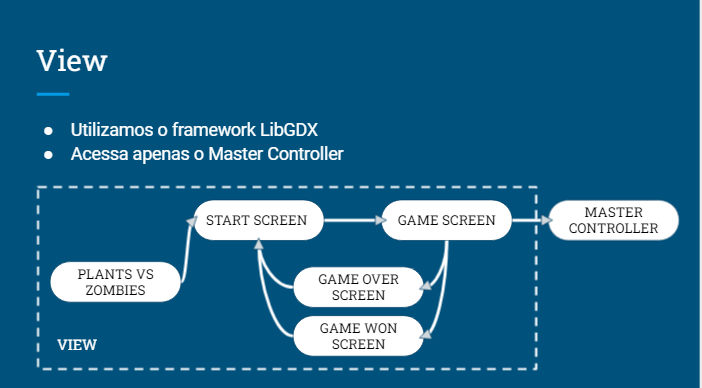 View
● Utilizamos o framework LibGDX
● Acessa apenas o Master Controller
START SCREEN
GAME SCREEN
MASTER
CONTROLLER
PLANTS VS
ZOMBIES
GAME OVER
SCREEN
GAME WON
SCREEN
VIEW